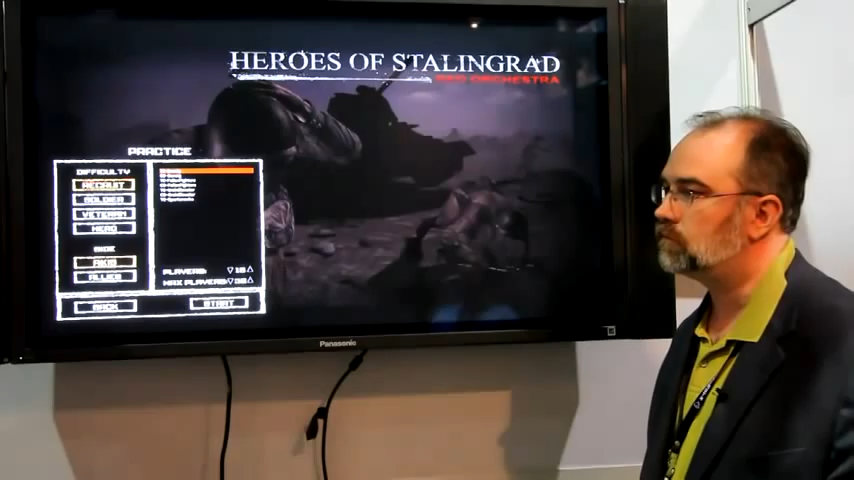 HEROES OF STALINGRAD
RED ORCHESTRA
PRACTICE
DIFFICULTY
RECRUIT
SOLDIER
VETERAN
HERO
SIDE
AXIS
ALLIES
PLAYERS
MAX PLAYERS
BACK
START
Panasonic